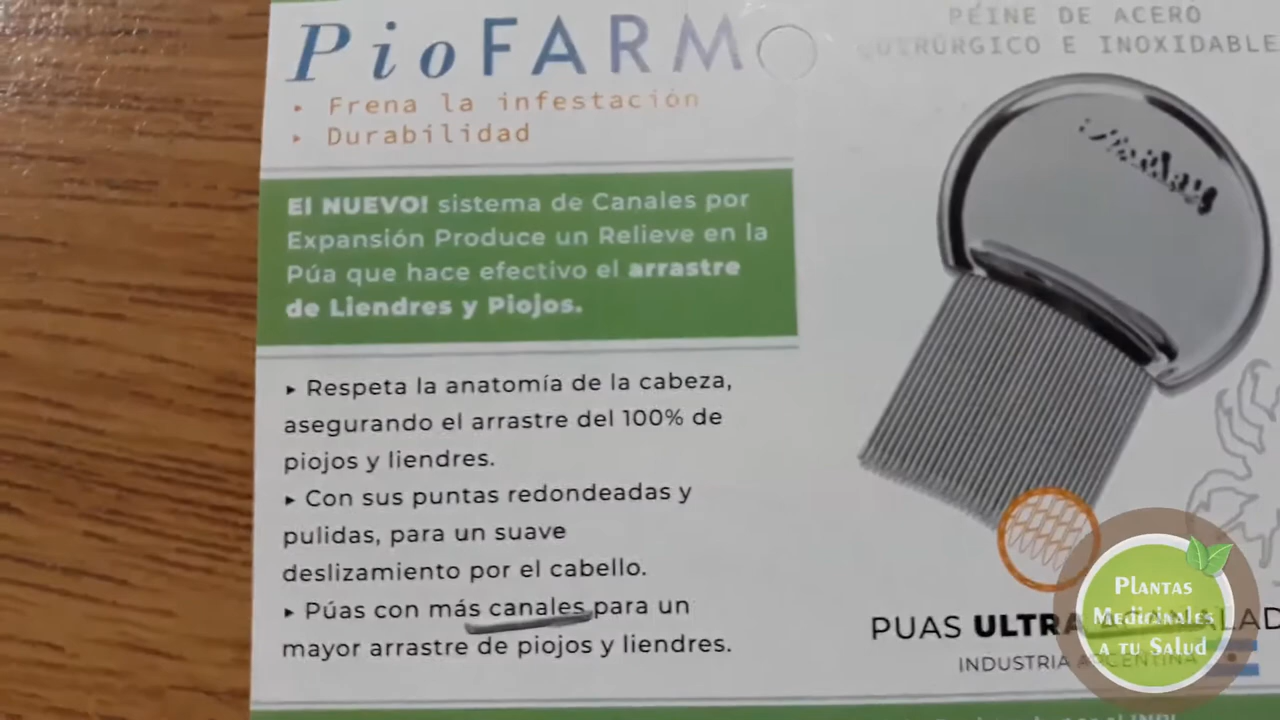 PioFARM
▸ Frena la infestación
▸ Durabilidad
El NUEVO! sistema de Canales por
Expansión Produce un Relieve en la
Púa que hace efectivo el arrastre
de Liendres y Piojos.
▸ Respeta la anatomía de la cabeza,
asegurando el arrastre del 100% de
piojos y liendres.
▸ Con sus puntas redondeadas y
pulidas, para un suave
deslizamiento por el cabello.
▸ Púas con más canales para un
mayor arrastre de piojos y liendres.
PEINE DE ACERO
QUIRÚRGICO E INOXIDABLE
PUAS ULTRA
INDUSTRIA ARGENTINA
PLANTAS
MEDICINALES
A TU SALUD